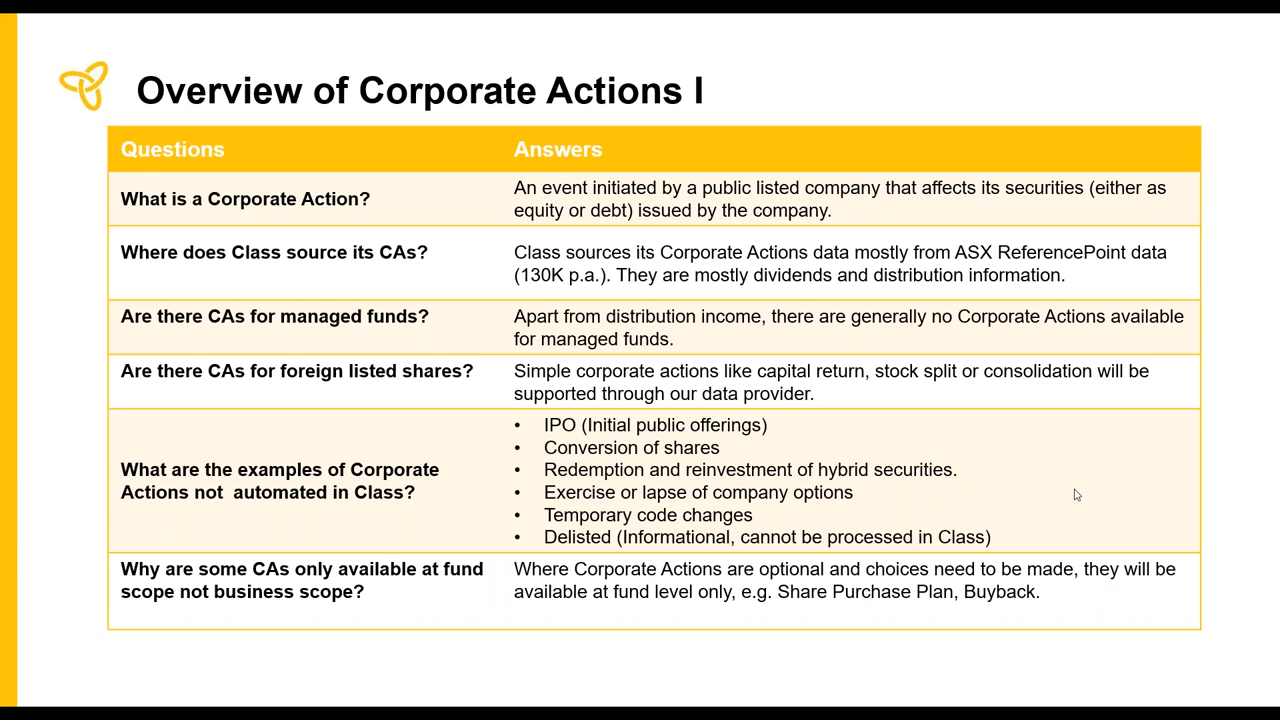 Overview of Corporate Actions I
Questions
Answers
What is a Corporate Action?
An event initiated by a public listed company that affects its securities (either as
equity or debt) issued by the company.
Where does Class source its CAs?
Class sources its Corporate Actions data mostly from ASX ReferencePoint data
(130K p.a.). They are mostly dividends and distribution information.
Are there CAs for managed funds?
Apart from distribution income, there are generally no Corporate Actions available
for managed funds.
Are there CAs for foreign listed shares?
Simple corporate actions like capital return, stock split or consolidation will be
supported through our data provider.
What are the examples of Corporate
Actions not  automated in Class?
• IPO (Initial public offerings)
• Conversion of shares
• Redemption and reinvestment of hybrid securities.
• Exercise or lapse of company options
• Temporary code changes
• Delisted (Informational, cannot be processed in Class)
Why are some CAs only available at fund
scope not business scope?
Where Corporate Actions are optional and choices need to be made, they will be
available at fund level only, e.g. Share Purchase Plan, Buyback.